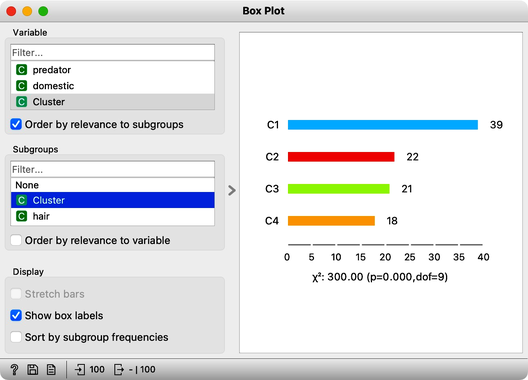 Box Plot
Variable
Filter...
C predator
C domestic
C Cluster
Order by relevance to subgroups
Subgroups
Filter...
None
C Cluster
C hair
Order by relevance to variable
Display
Stretch bars
Show box labels
Sort by subgroup frequencies
? 100 - | 100
C1 39
C2 22
C3 21
C4 18
0 5 10 15 20 25 30 35 40
χ²: 300.00 (p=0.000,dof=9)